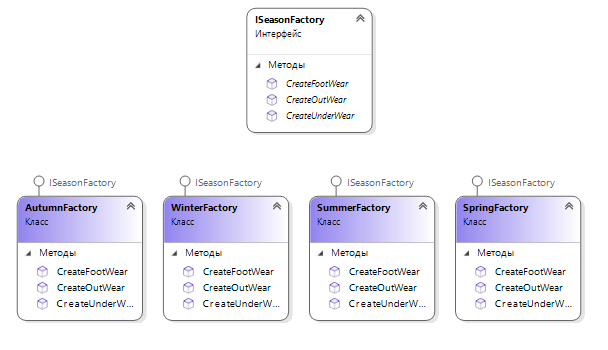 ISeasonFactory
Интерфейс
Методы
CreateFootWear
CreateOutWear
CreateUnderWear
ISeasonFactory
ISeasonFactory
ISeasonFactory
ISeasonFactory
AutumnFactory
Класс
Методы
CreateFootWear
CreateOutWear
CreateUnderW...
WinterFactory
Класс
Методы
CreateFootWear
CreateOutWear
CreateUnderW...
SummerFactory
Класс
Методы
CreateFootWear
CreateOutWear
CreateUnderW...
SpringFactory
Класс
Методы
CreateFootWear
CreateOutWear
CreateUnderW...